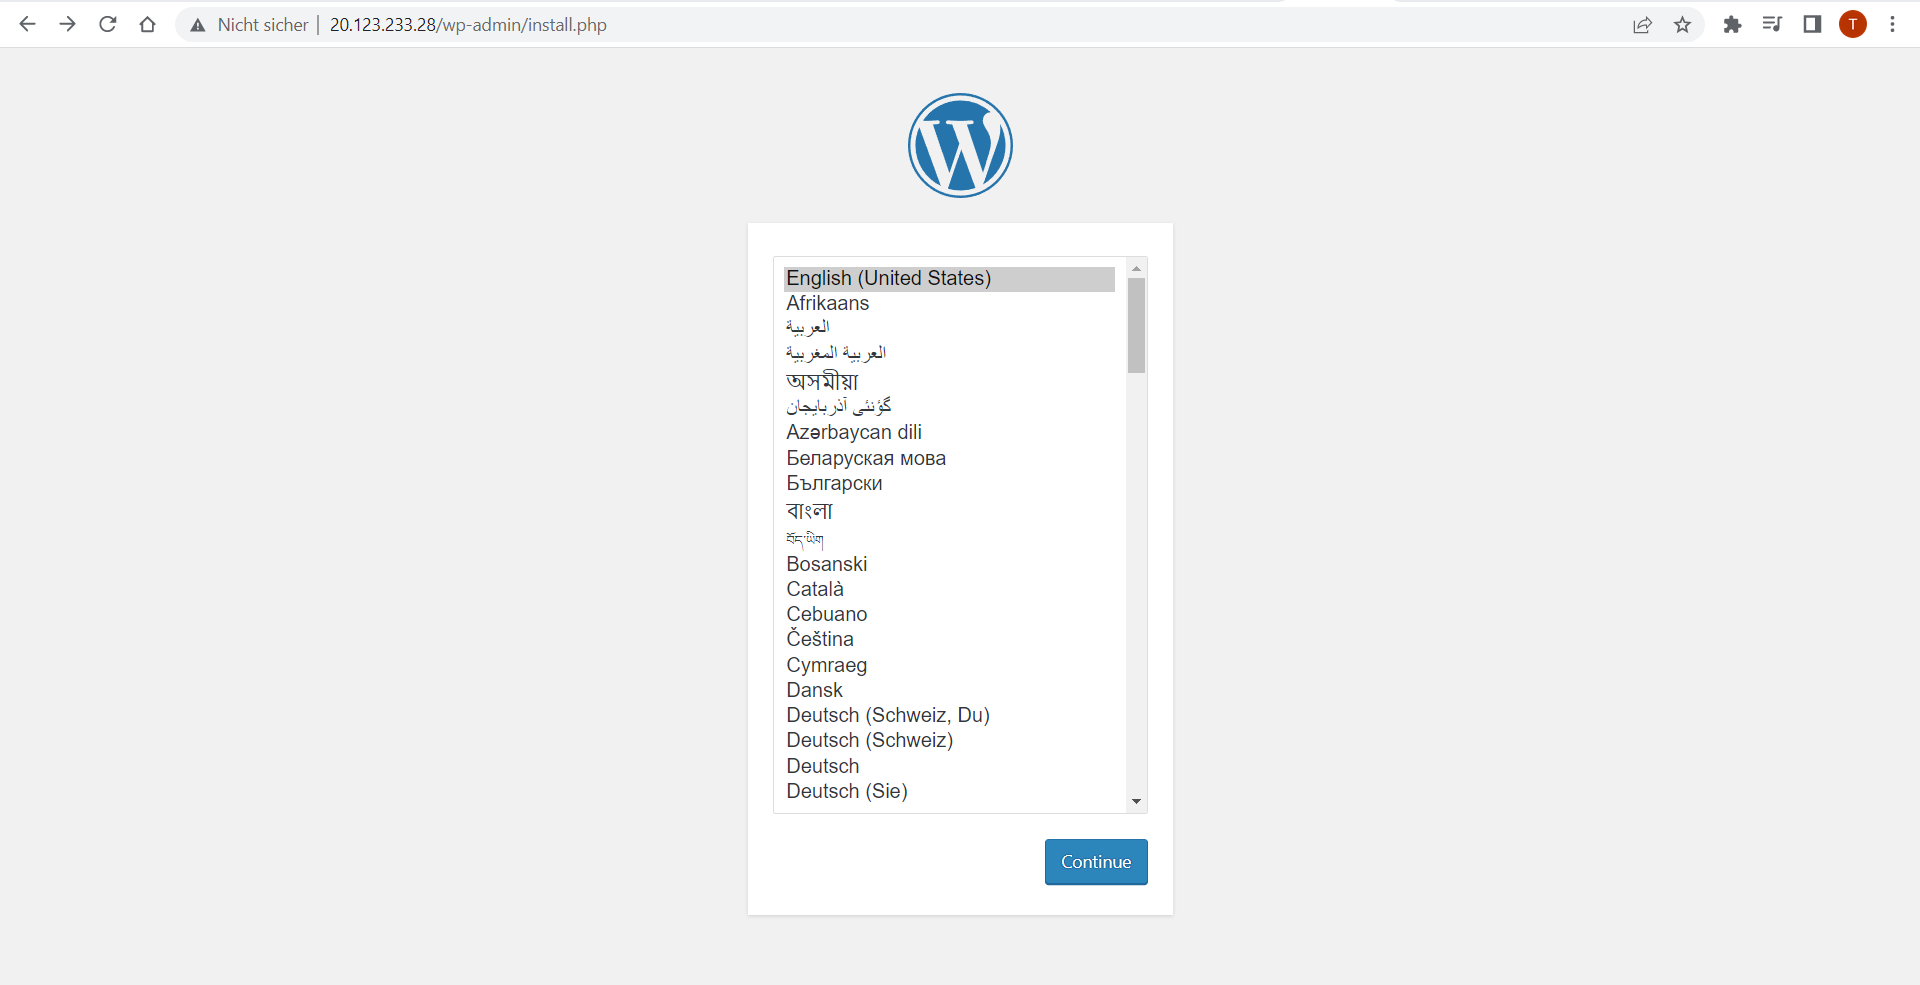 Nicht sicher | 20.123.233.28/wp-admin/install.php
T
English (United States)
Afrikaans
العربية
العربية المغربية
অসমীয়া
گؤنئی آذربایجان
Azərbaycan dili
Беларуская мова
Български
বাংলা
བོད་ཡིག
Bosanski
Català
Cebuano
Čeština
Cymraeg
Dansk
Deutsch (Schweiz, Du)
Deutsch (Schweiz)
Deutsch
Deutsch (Sie)
Continue